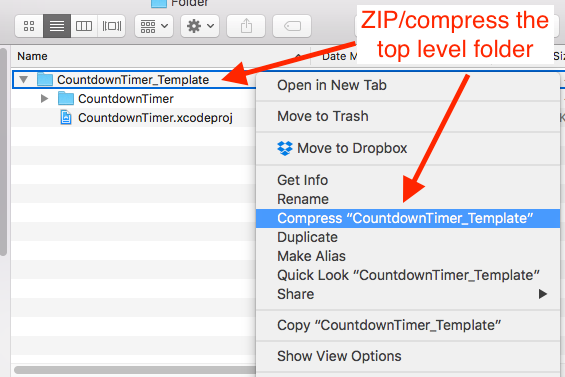 Folder
ZIP/compress the
top level folder
Name
Date M
Siz
CountdownTimer_Template
CountdownTimer
CountdownTimer.xcodeproj
Open in New Tab
Move to Trash
Move to Dropbox
Get Info
Rename
Compress “CountdownTimer_Template”
Duplicate
Make Alias
Quick Look “CountdownTimer_Template”
Share
Copy “CountdownTimer_Template”
Show View Options